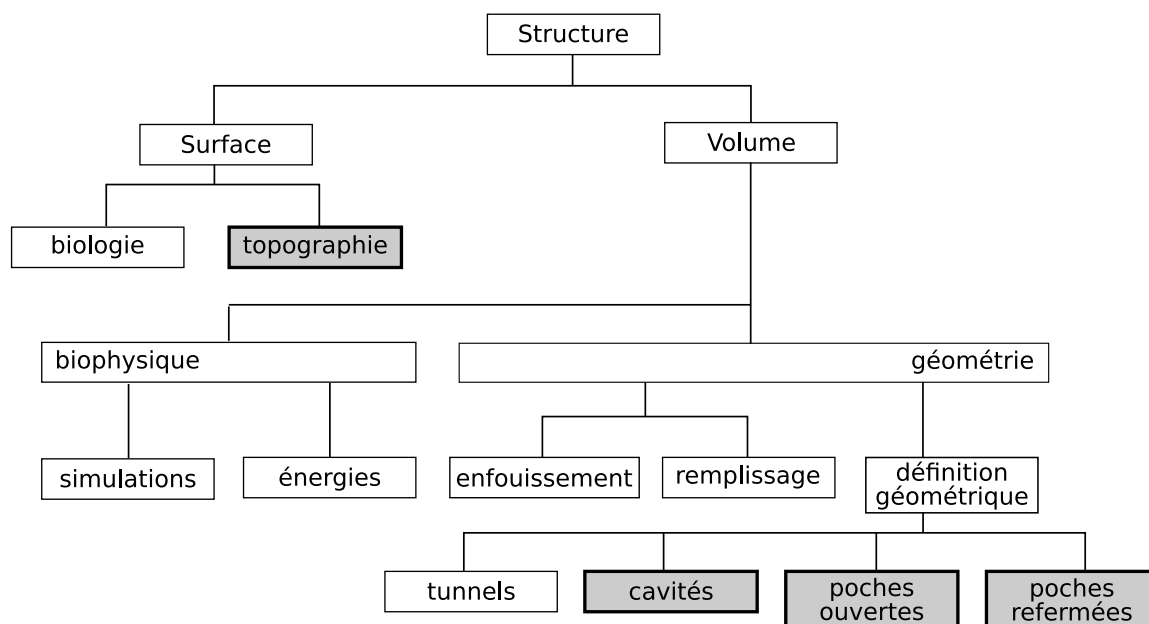 Structure
Surface
Volume
biologie
topographie
biophysique
géométrie
simulations
énergies
enfouissement
remplissage
définition
géométrique
tunnels
cavités
poches
ouvertes
poches
refermées